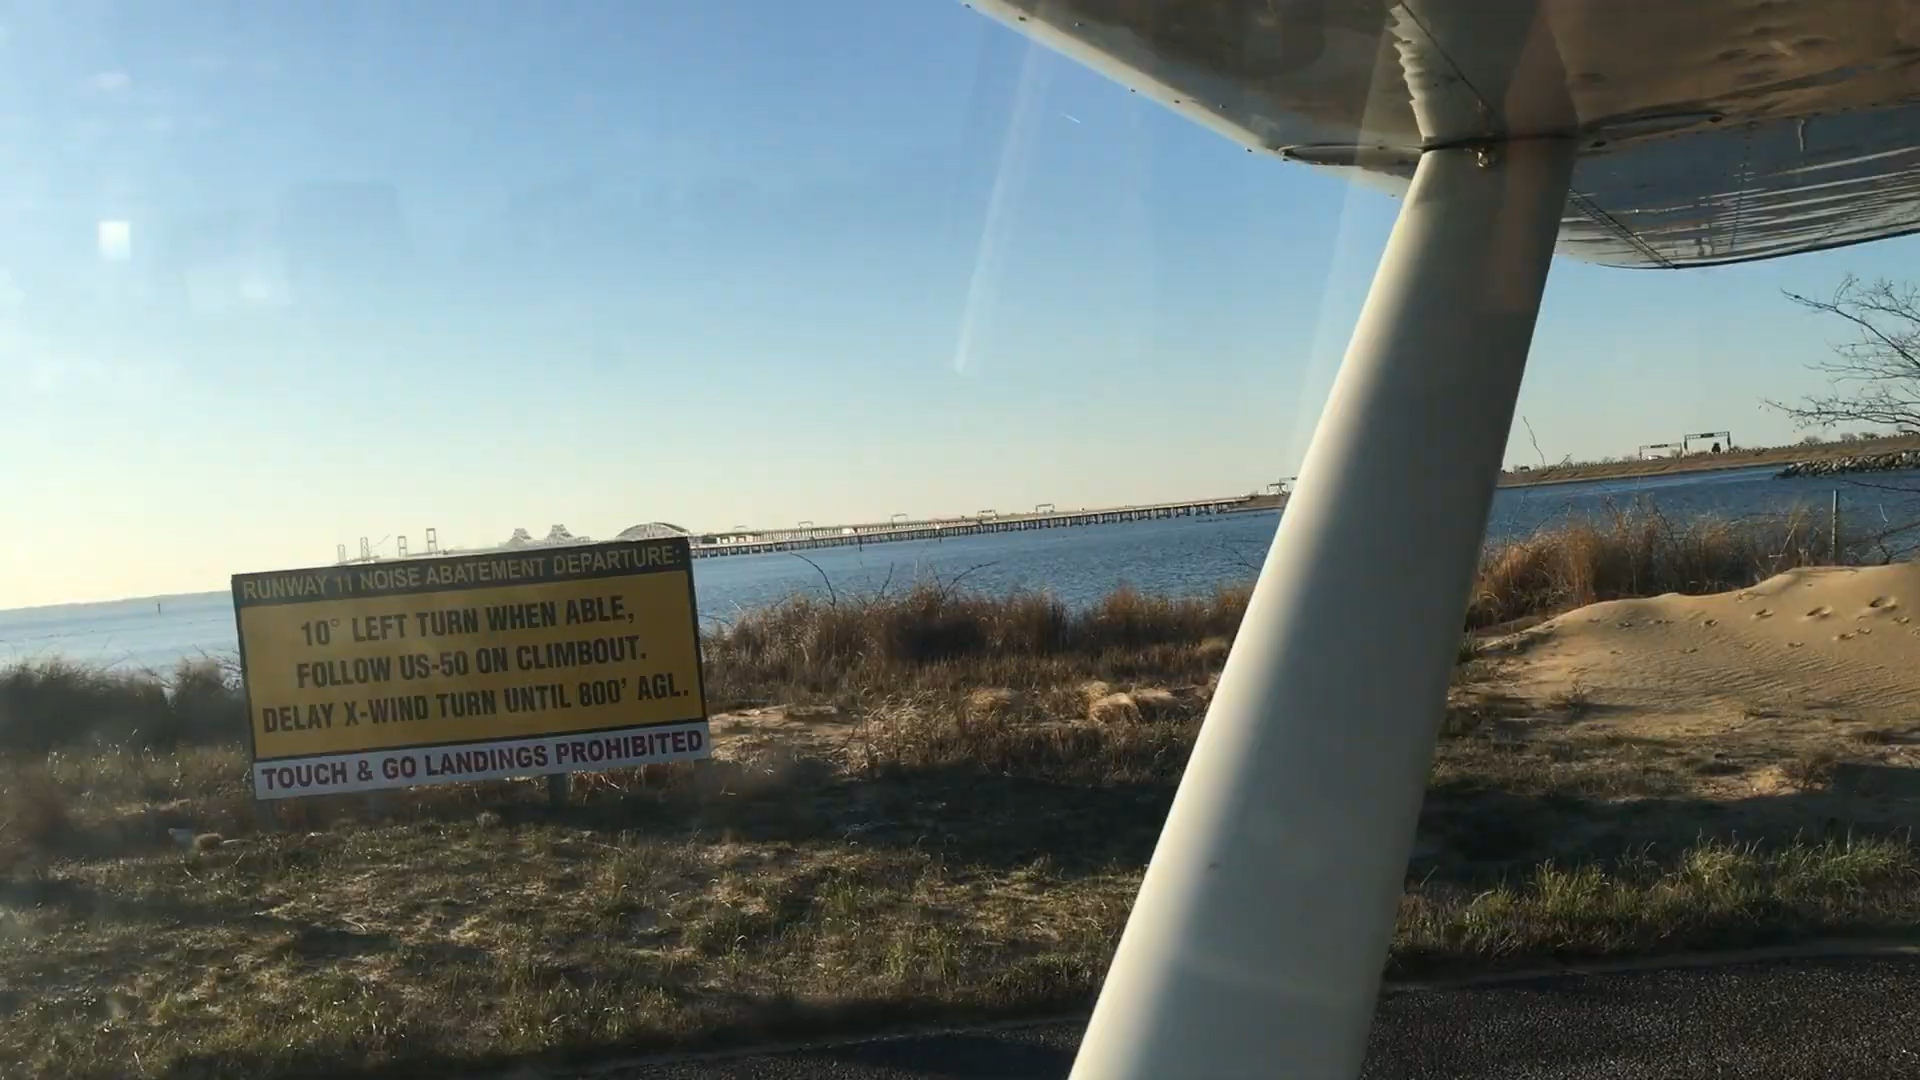 RUNWAY 11 NOISE ABATEMENT DEPARTURE:
10° LEFT TURN WHEN ABLE,
FOLLOW US-50 ON CLIMBOUT.
DELAY X-WIND TURN UNTIL 800' AGL.
TOUCH & GO LANDINGS PROHIBITED